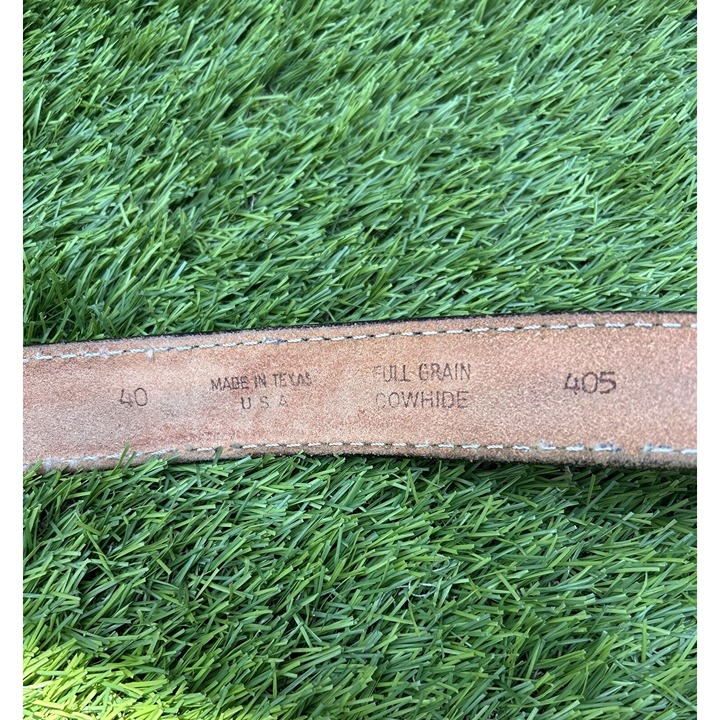 40
MADE IN TEXAS
U S A
FULL GRAIN
COWHIDE
405